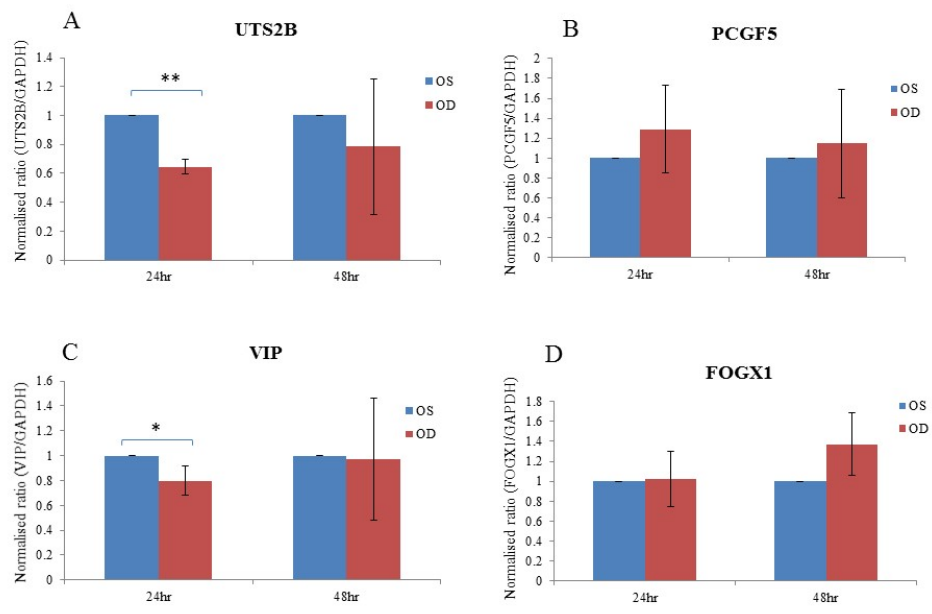 A
UTS2B
Normalised ratio (UTS2B/GAPDH)
1.4
1.2
1
0.8
0.6
0.4
0.2
0
**
24hr
48hr
OS
OD
B
PCGF5
Normalised ratio (PCGF5/GAPDH)
2
1.8
1.6
1.4
1.2
1
0.8
0.6
0.4
0.2
0
24hr
48hr
OS
OD
C
VIP
Normalised ratio (VIP/GAPDH)
1.6
1.4
1.2
1
0.8
0.6
0.4
0.2
0
*
24hr
48hr
OS
OD
D
FOGX1
Normalised ratio (FOGX1/GAPDH)
1.8
1.6
1.4
1.2
1
0.8
0.6
0.4
0.2
0
24hr
48hr
OS
OD